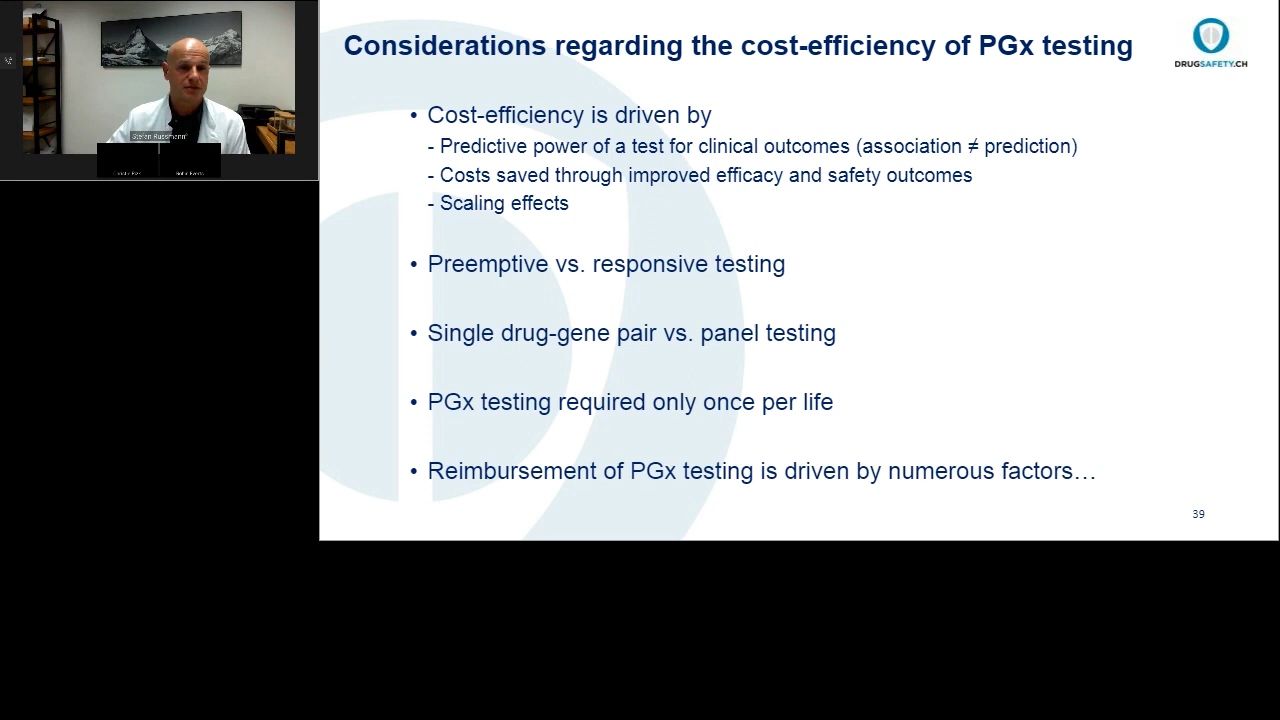 Considerations regarding the cost-efficiency of PGx testing
DRUGSAFETY.CH
Stefan Russmann
• Cost-efficiency is driven by
- Predictive power of a test for clinical outcomes (association ≠ prediction)
- Costs saved through improved efficacy and safety outcomes
- Scaling effects
• Preemptive vs. responsive testing
• Single drug-gene pair vs. panel testing
• PGx testing required only once per life
• Reimbursement of PGx testing is driven by numerous factors…
39